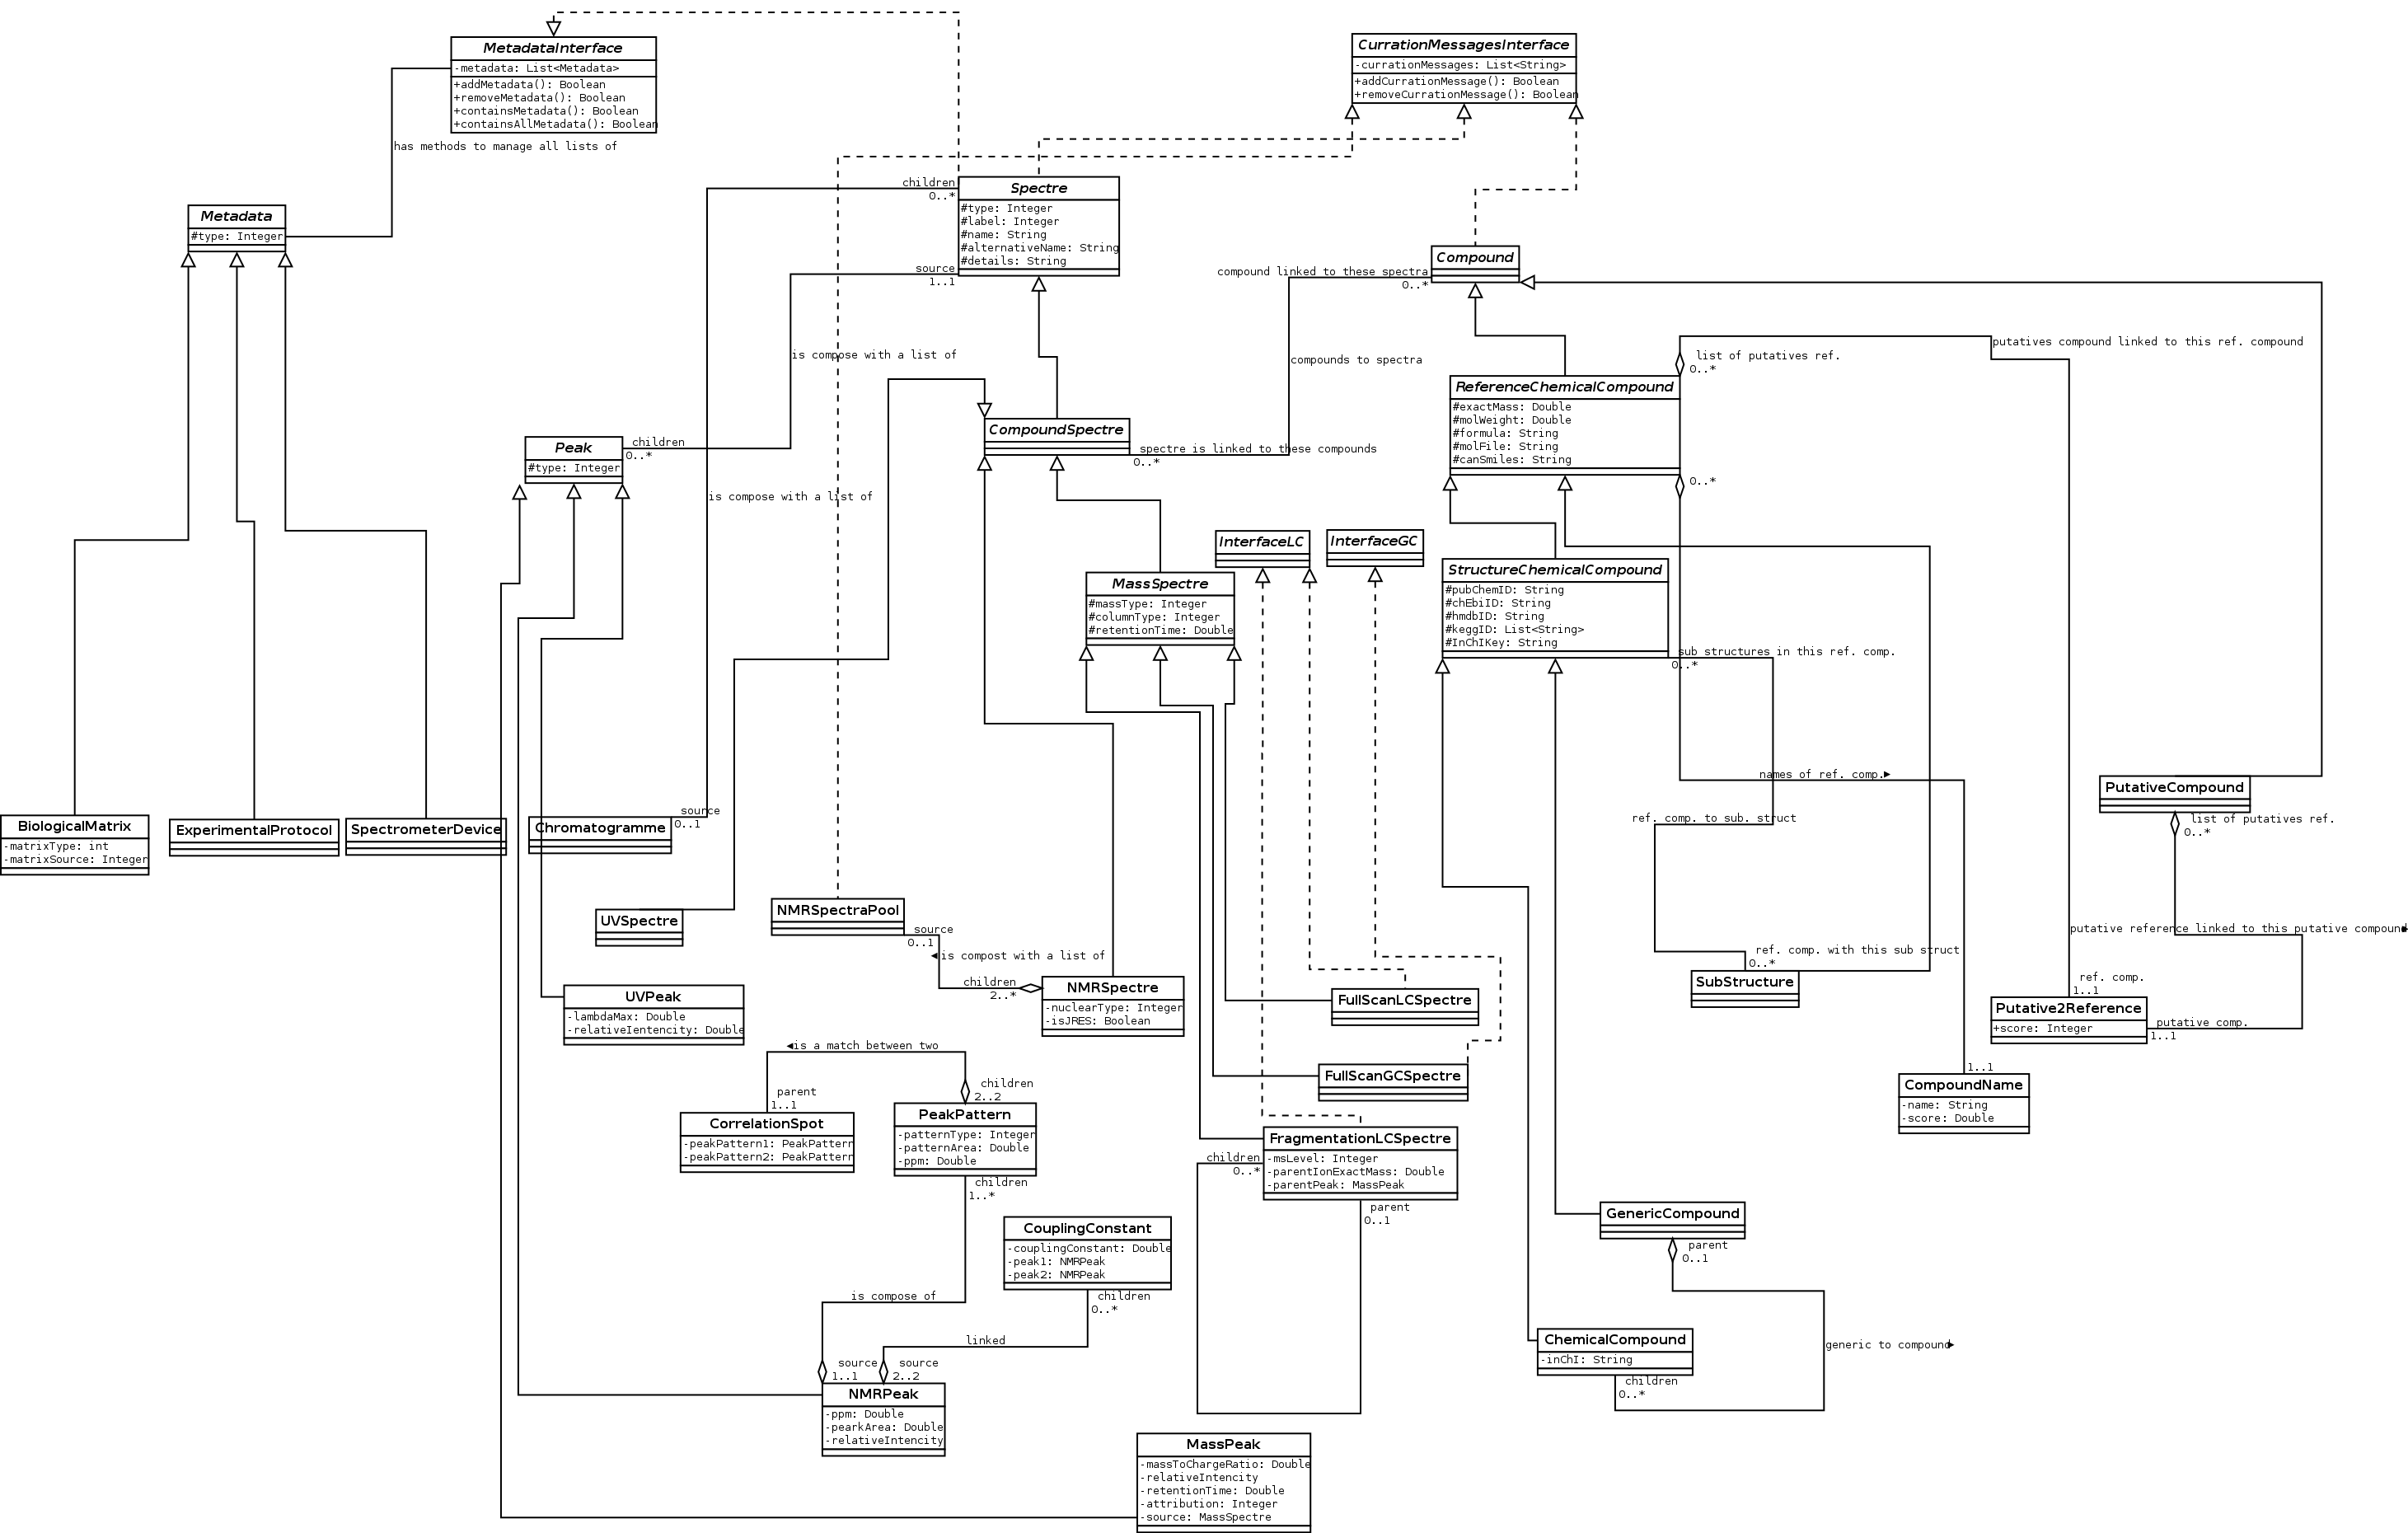 MetadataInterface
-metadata: List<Metadata>
+addMetadata(): Boolean
+removeMetadata(): Boolean
+containsMetadata(): Boolean
+containsAllMetadata(): Boolean
has methods to manage all lists of
CurrationMessagesInterface
-currationMessages: List<String>
+addCurrationMessage(): Boolean
+removeCurrationMessage(): Boolean
Metadata
#type: Integer
children
0..*
Spectre
#type: Integer
#label: Integer
#name: String
#alternativeName: String
#details: String
source
1..1
Compound
compound linked to these spectra
0..*
is compose with a list of
compounds to spectra
putatives compound linked to this ref. compound
list of putatives ref.
0..*
ReferenceChemicalCompound
#exactMass: Double
#molWeight: Double
#formula: String
#molFile: String
#canSmiles: String
0..*
CompoundSpectre
spectre is linked to these compounds
0..*
Peak
#type: Integer
children
0..*
is compose with a list of
InterfaceLC
InterfaceGC
MassSpectre
#massType: Integer
#columnType: Integer
#retentionTime: Double
StructureChemicalCompound
#pubChemID: String
#chEbiID: String
#hmdbID: String
#keggID: List<String>
#InChIKey: String
sub structures in this ref. comp.
0..*
names of ref. comp.
PutativeCompound
list of putatives ref.
0..*
ref. comp. to sub. struct
BiologicalMatrix
-matrixType: int
-matrixSource: Integer
ExperimentalProtocol
SpectrometerDevice
Chromatogramme
source
0..1
UVSpectre
NMRSpectraPool
source
0..1
is compost with a list of
children
2..*
NMRSpectre
-nuclearType: Integer
-isJRES: Boolean
putative reference linked to this putative compound
ref. comp. with this sub struct
0..*
SubStructure
ref. comp.
1..1
Putative2Reference
+score: Integer
putative comp.
1..1
UVPeak
-lambdaMax: Double
-relativeIentencity: Double
FullScanLCSpectre
FullScanGCSpectre
is a match between two
parent
1..1
children
2..2
CorrelationSpot
-peakPattern1: PeakPattern
-peakPattern2: PeakPattern
PeakPattern
-patternType: Integer
-patternArea: Double
-ppm: Double
children
1..*
1..1
CompoundName
-name: String
-score: Double
FragmentationLCSpectre
-msLevel: Integer
-parentIonExactMass: Double
-parentPeak: MassPeak
children
0..*
parent
0..1
CouplingConstant
-couplingConstant: Double
-peak1: NMRPeak
-peak2: NMRPeak
children
0..*
GenericCompound
parent
0..1
is compose of
linked
generic to compound
ChemicalCompound
-inChI: String
children
0..*
source
1..1
source
2..2
NMRPeak
-ppm: Double
-pearkArea: Double
-relativeIntencity
MassPeak
-massToChargeRatio: Double
-relativeIntencity
-retentionTime: Double
-attribution: Integer
-source: MassSpectre